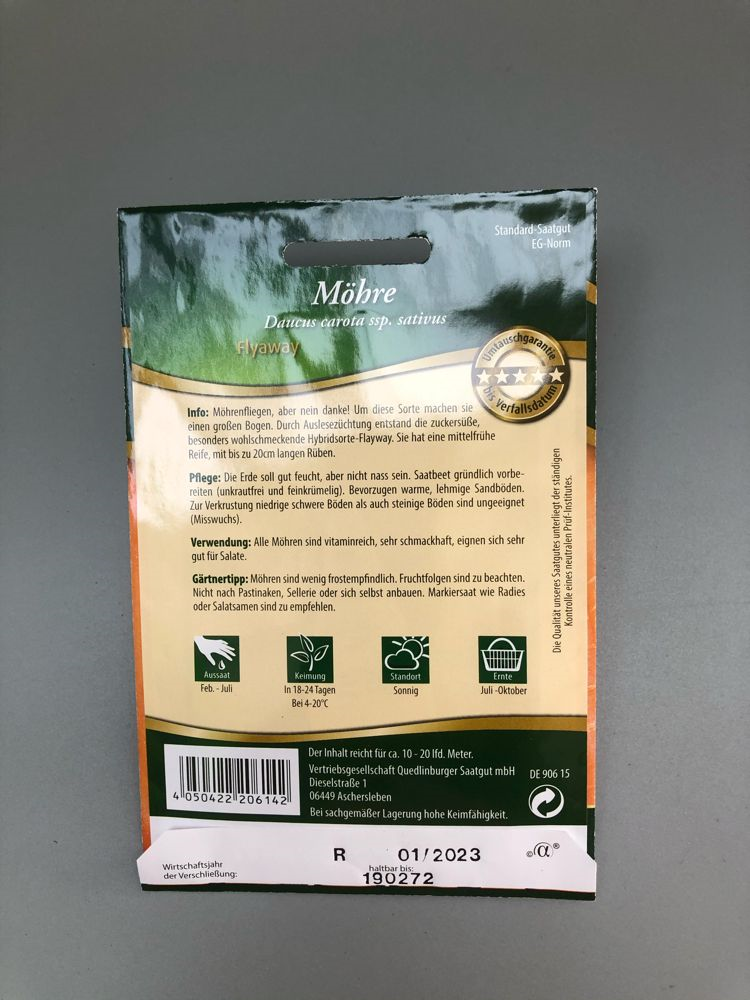 Standard-Saatgut
EG-Norm
Möhre
Daucus carota ssp. sativus
Flyaway
Umtauschgarantie
bis Verfallsdatum
Info: Möhrenfliegen, aber nein danke! Um diese Sorte machen sie
einen großen Bogen. Durch Auslesezüchtung entstand die zuckersüße,
besonders wohlschmeckende Hybridsorte-Flayway. Sie hat eine mittelfrühe
Reife, mit bis zu 20cm langen Rüben.
Pflege: Die Erde soll gut feucht, aber nicht nass sein. Saatbeet gründlich vorbe-
reiten (unkrautfrei und feinkrümelig). Bevorzugen warme, lehmige Sandböden.
Zur Verkrustung niedrige schwere Böden als auch steinige Böden sind ungeeignet
(Misswuchs).
Verwendung: Alle Möhren sind vitaminreich, sehr schmackhaft, eignen sich sehr
gut für Salate.
Gärtnertipp: Möhren sind wenig frostempfindlich. Fruchtfolgen sind zu beachten.
Nicht nach Pastinaken, Sellerie oder sich selbst anbauen. Markiersaat wie Radies
oder Salatsamen sind zu empfehlen.
Die Qualität unseres Saatgutes unterliegt der ständigen
Kontrolle eines neutralen Prüf-Institutes.
Aussaat
Feb. - Juli
Keimung
In 18-24 Tagen
Bei 4-20°C
Standort
Sonnig
Ernte
Juli -Oktober
4 050422 206142
Der Inhalt reicht für ca. 10 - 20 lfd. Meter.
Vertriebsgesellschaft Quedlinburger Saatgut mbH
Dieselstraße 1
06449 Aschersleben
Bei sachgemäßer Lagerung hohe Keimfähigkeit.
DE 906 15
Wirtschaftsjahr
der Verschließung:
R 01/2023
haltbar bis:
190272
©α®